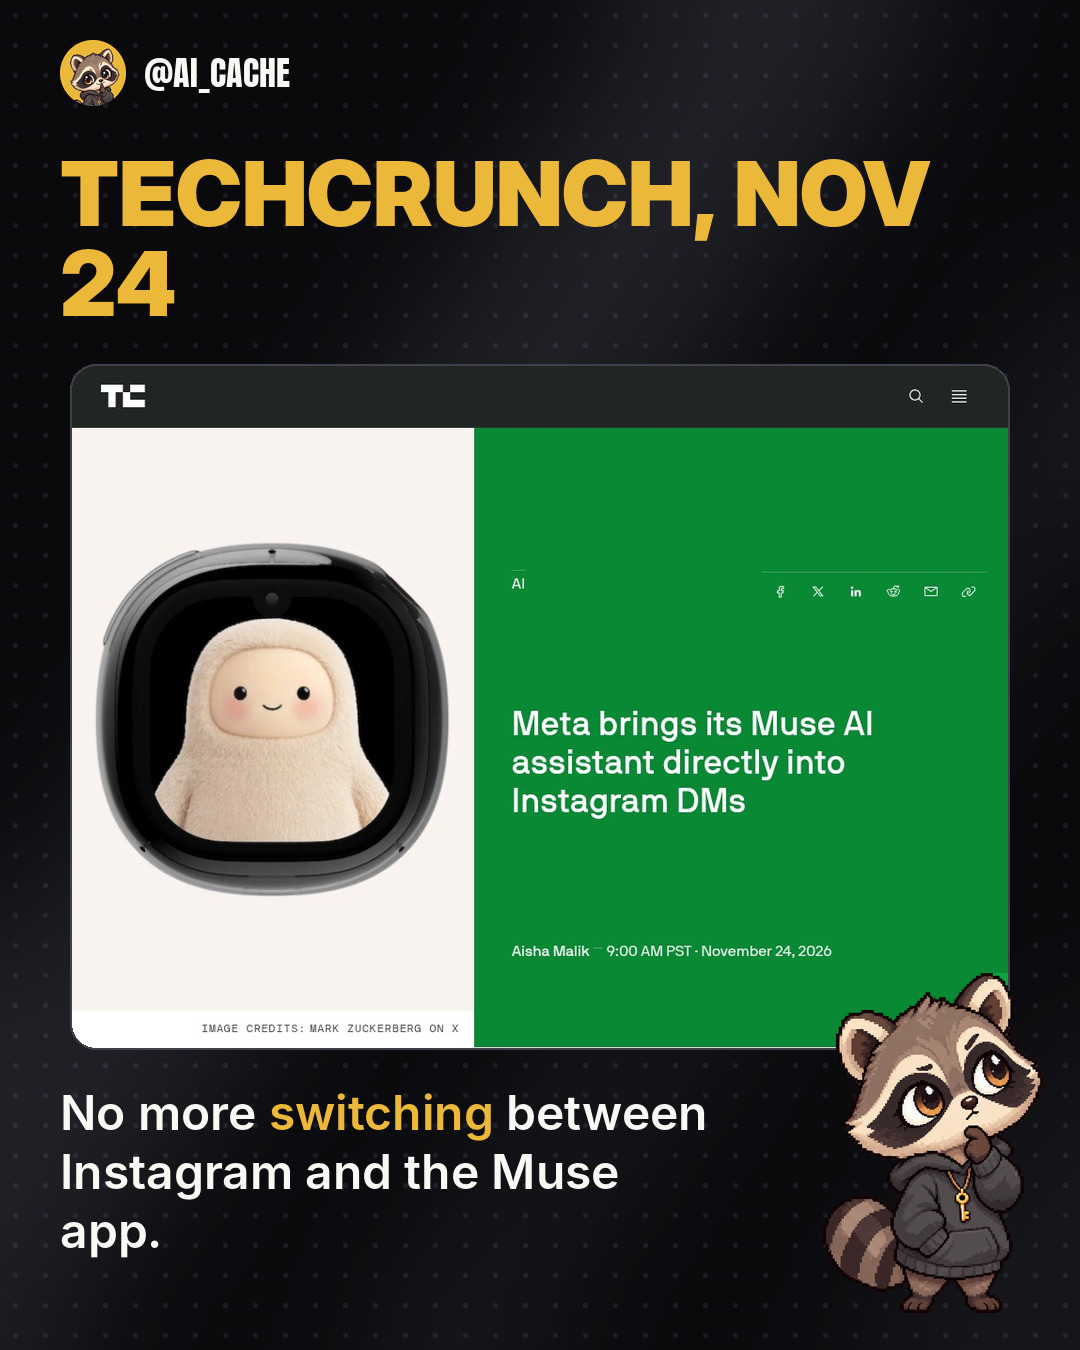 @AI_CACHE
TECHCRUNCH, NOV
24
TC
AI
Meta brings its Muse AI
assistant directly into
Instagram DMs
Aisha Malik — 9:00 AM PST · November 24, 2026
IMAGE CREDITS: MARK ZUCKERBERG ON X
No more switching between
Instagram and the Muse
app.